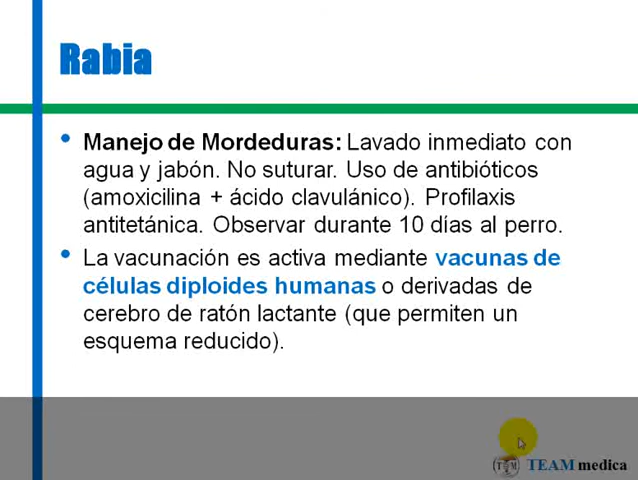 Rabia
• Manejo de Mordeduras: Lavado inmediato con
agua y jabón. No suturar. Uso de antibióticos
(amoxicilina + ácido clavulánico). Profilaxis
antitetánica. Observar durante 10 días al perro.
• La vacunación es activa mediante vacunas de
células diploides humanas o derivadas de
cerebro de ratón lactante (que permiten un
esquema reducido).
TEAM medica